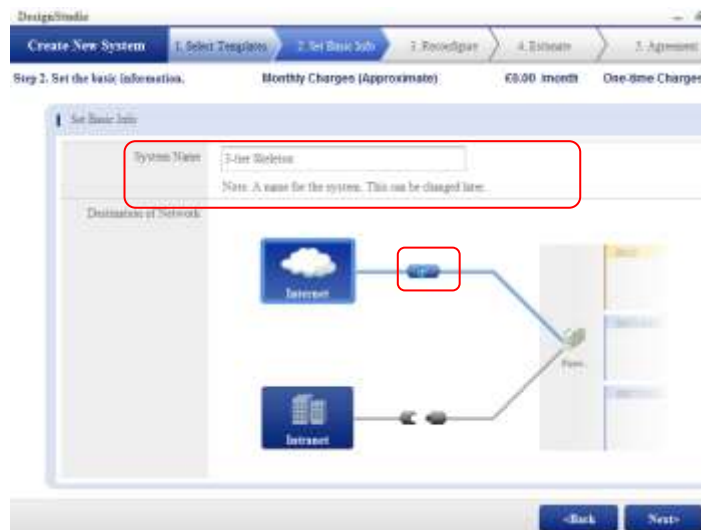 DesignStudio
Create New System 1. Select Templates 2. Set Basic Info 3. Reconfigure 4. Estimate 5. Agreement
Step 2. Set the basic information. Monthly Charges (Approximate) €0.00 /month One-time Charges
Set Basic Info
System Name 3-tier Skeleton
Note: A name for the system. This can be changed later.
Destination of Network
Internet
Intranet
<Back Next>